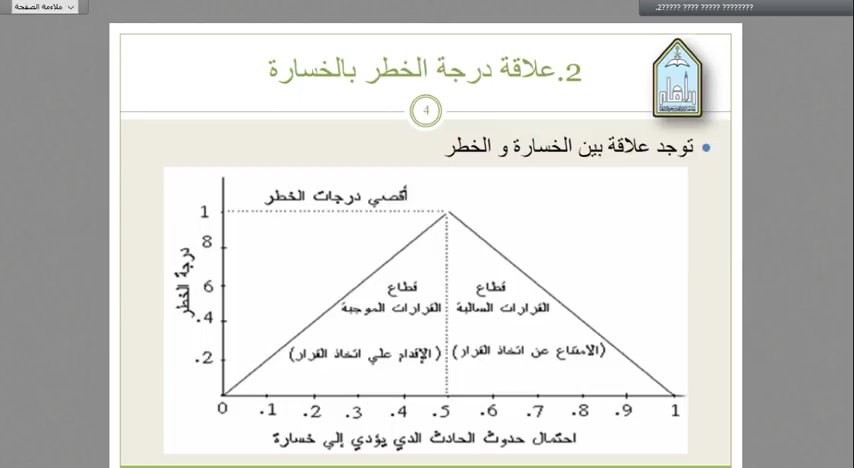 ملاءمة الصفحة
.2????? ???? ????? ????????
2.علاقة درجة الخطر بالخسارة
4
• توجد علاقة بين الخسارة و الخطر
أقصي درجات الخطر
1
8
6
.4
.2
درجة الخطر
قطاع
القرارات الموجبة
(الإقدام علي اتخاذ القرار)
قطاع
القرارات السالبة
(الامتناع عن اتخاذ القرار)
0 .1 .2 .3 .4 .5 .6 .7 .8 .9 1
احتمال حدوث الحادث الذي يؤدي إلي خسارة